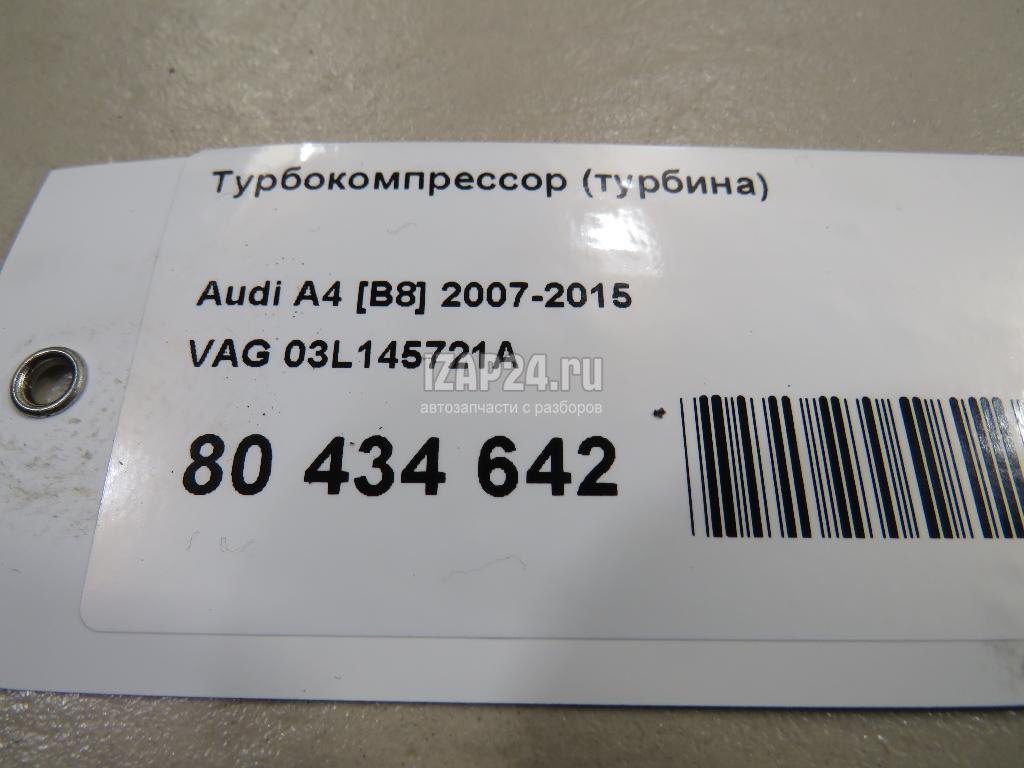 Турбокомпрессор (турбина)
Audi A4 [B8] 2007-2015
VAG 03L145721A
iZAP24.ru
автозапчасти с разборов
80 434 642